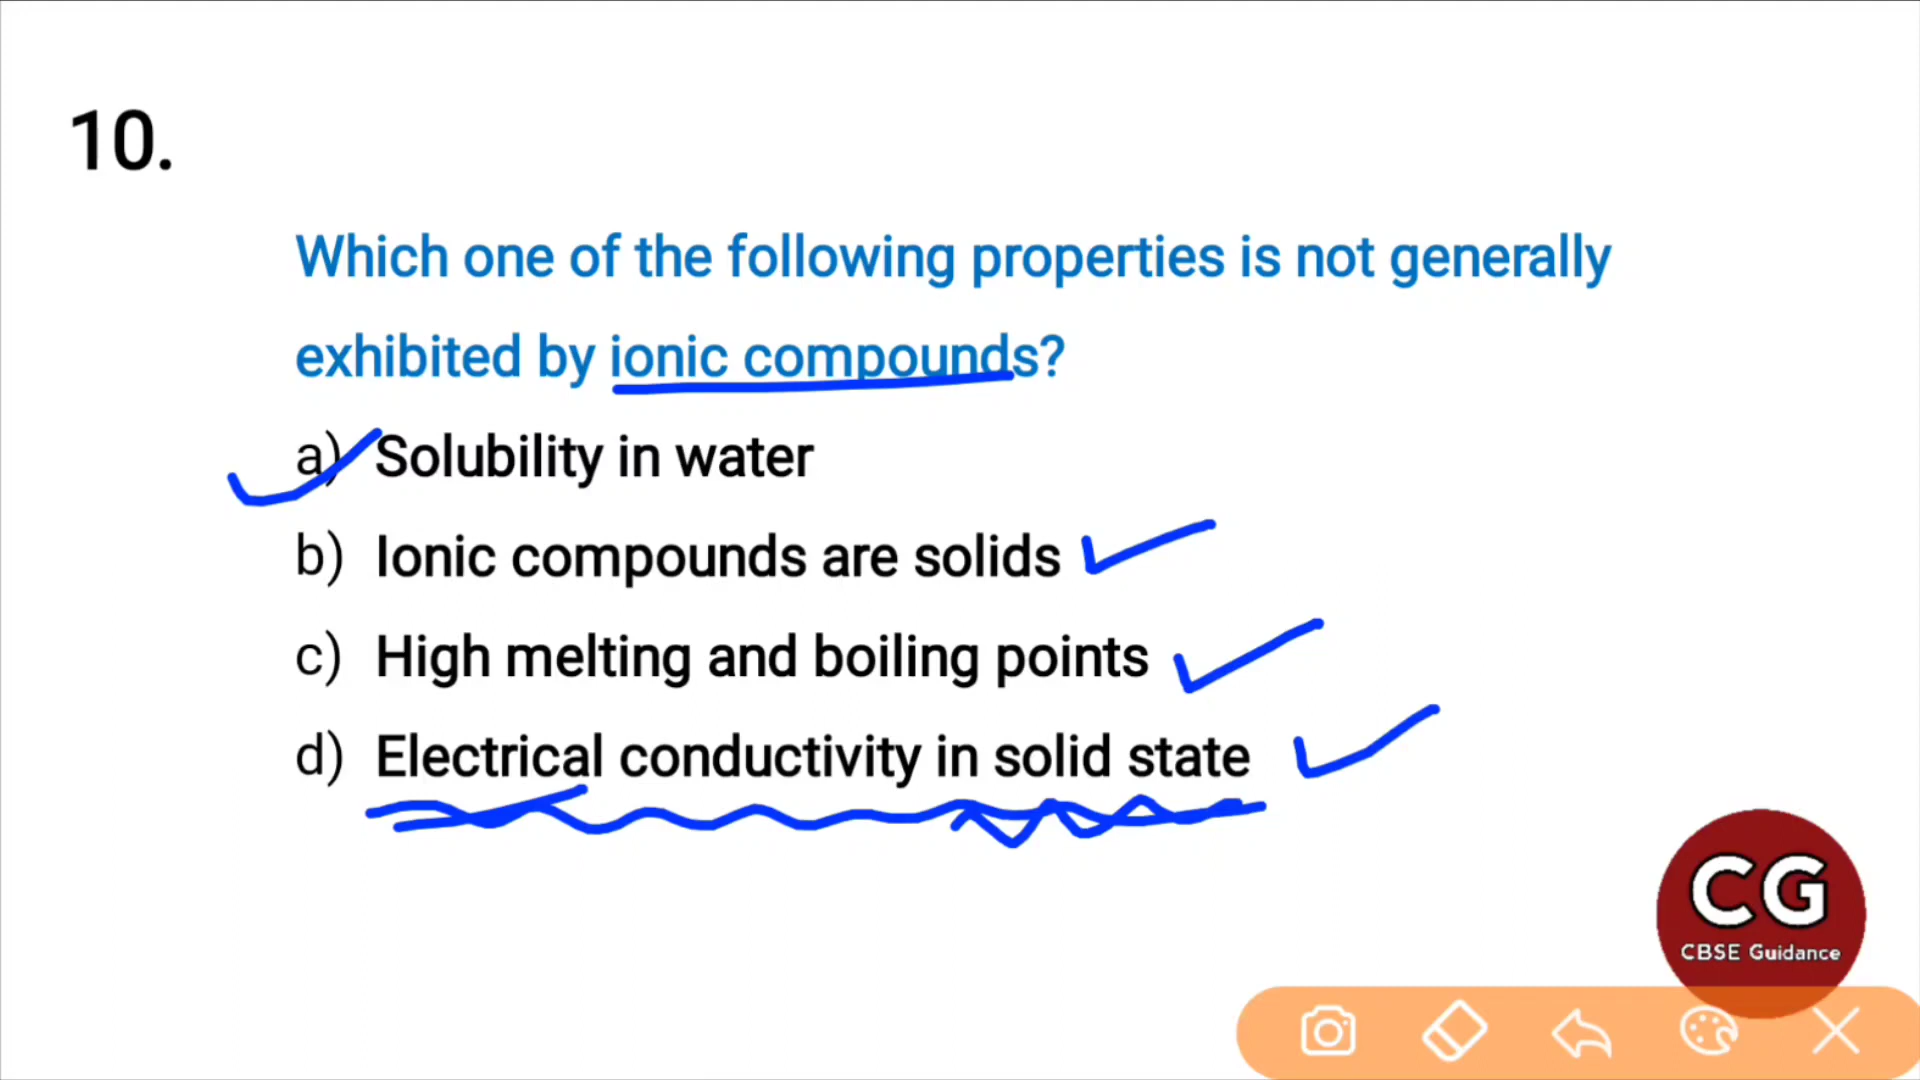 10.
Which one of the following properties is not generally
exhibited by ionic compounds?
a) Solubility in water
b) Ionic compounds are solids
c) High melting and boiling points
d) Electrical conductivity in solid state
CG
CBSE Guidance